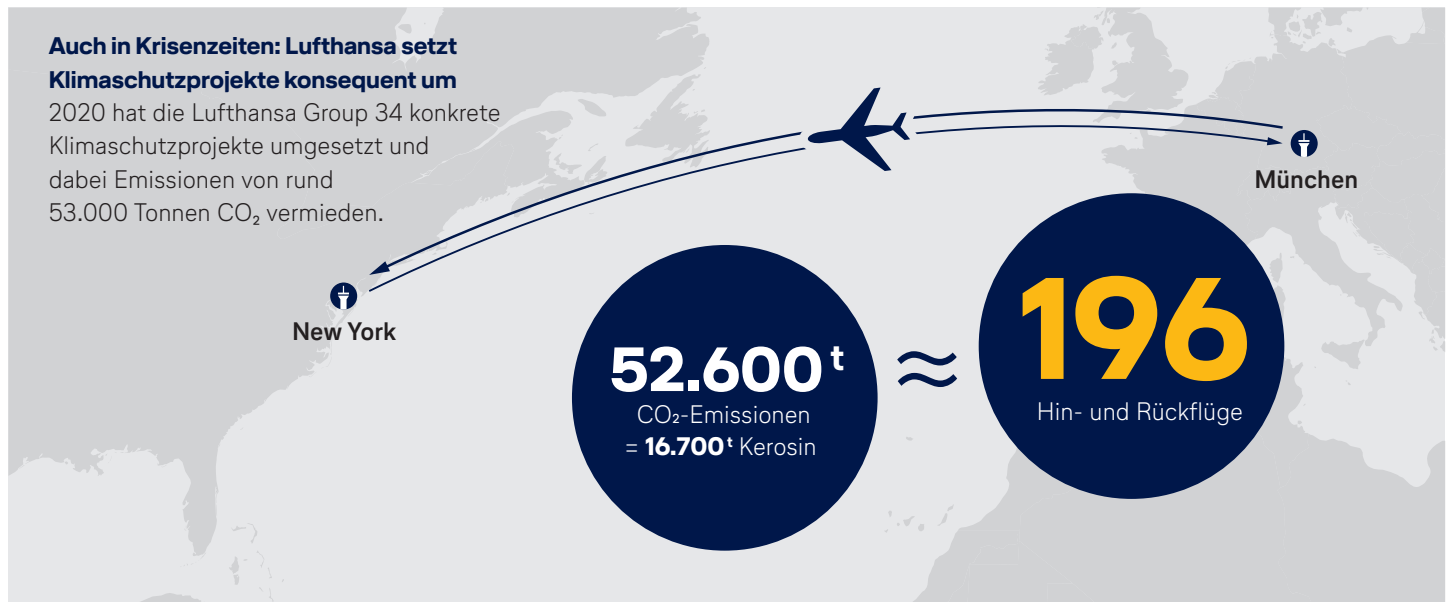 Auch in Krisenzeiten: Lufthansa setzt
Klimaschutzprojekte konsequent um
2020 hat die Lufthansa Group 34 konkrete
Klimaschutzprojekte umgesetzt und
dabei Emissionen von rund
53.000 Tonnen CO₂ vermieden.
München
New York
52.600 t
CO₂-Emissionen
= 16.700 t Kerosin
≈
196
Hin- und Rückflüge